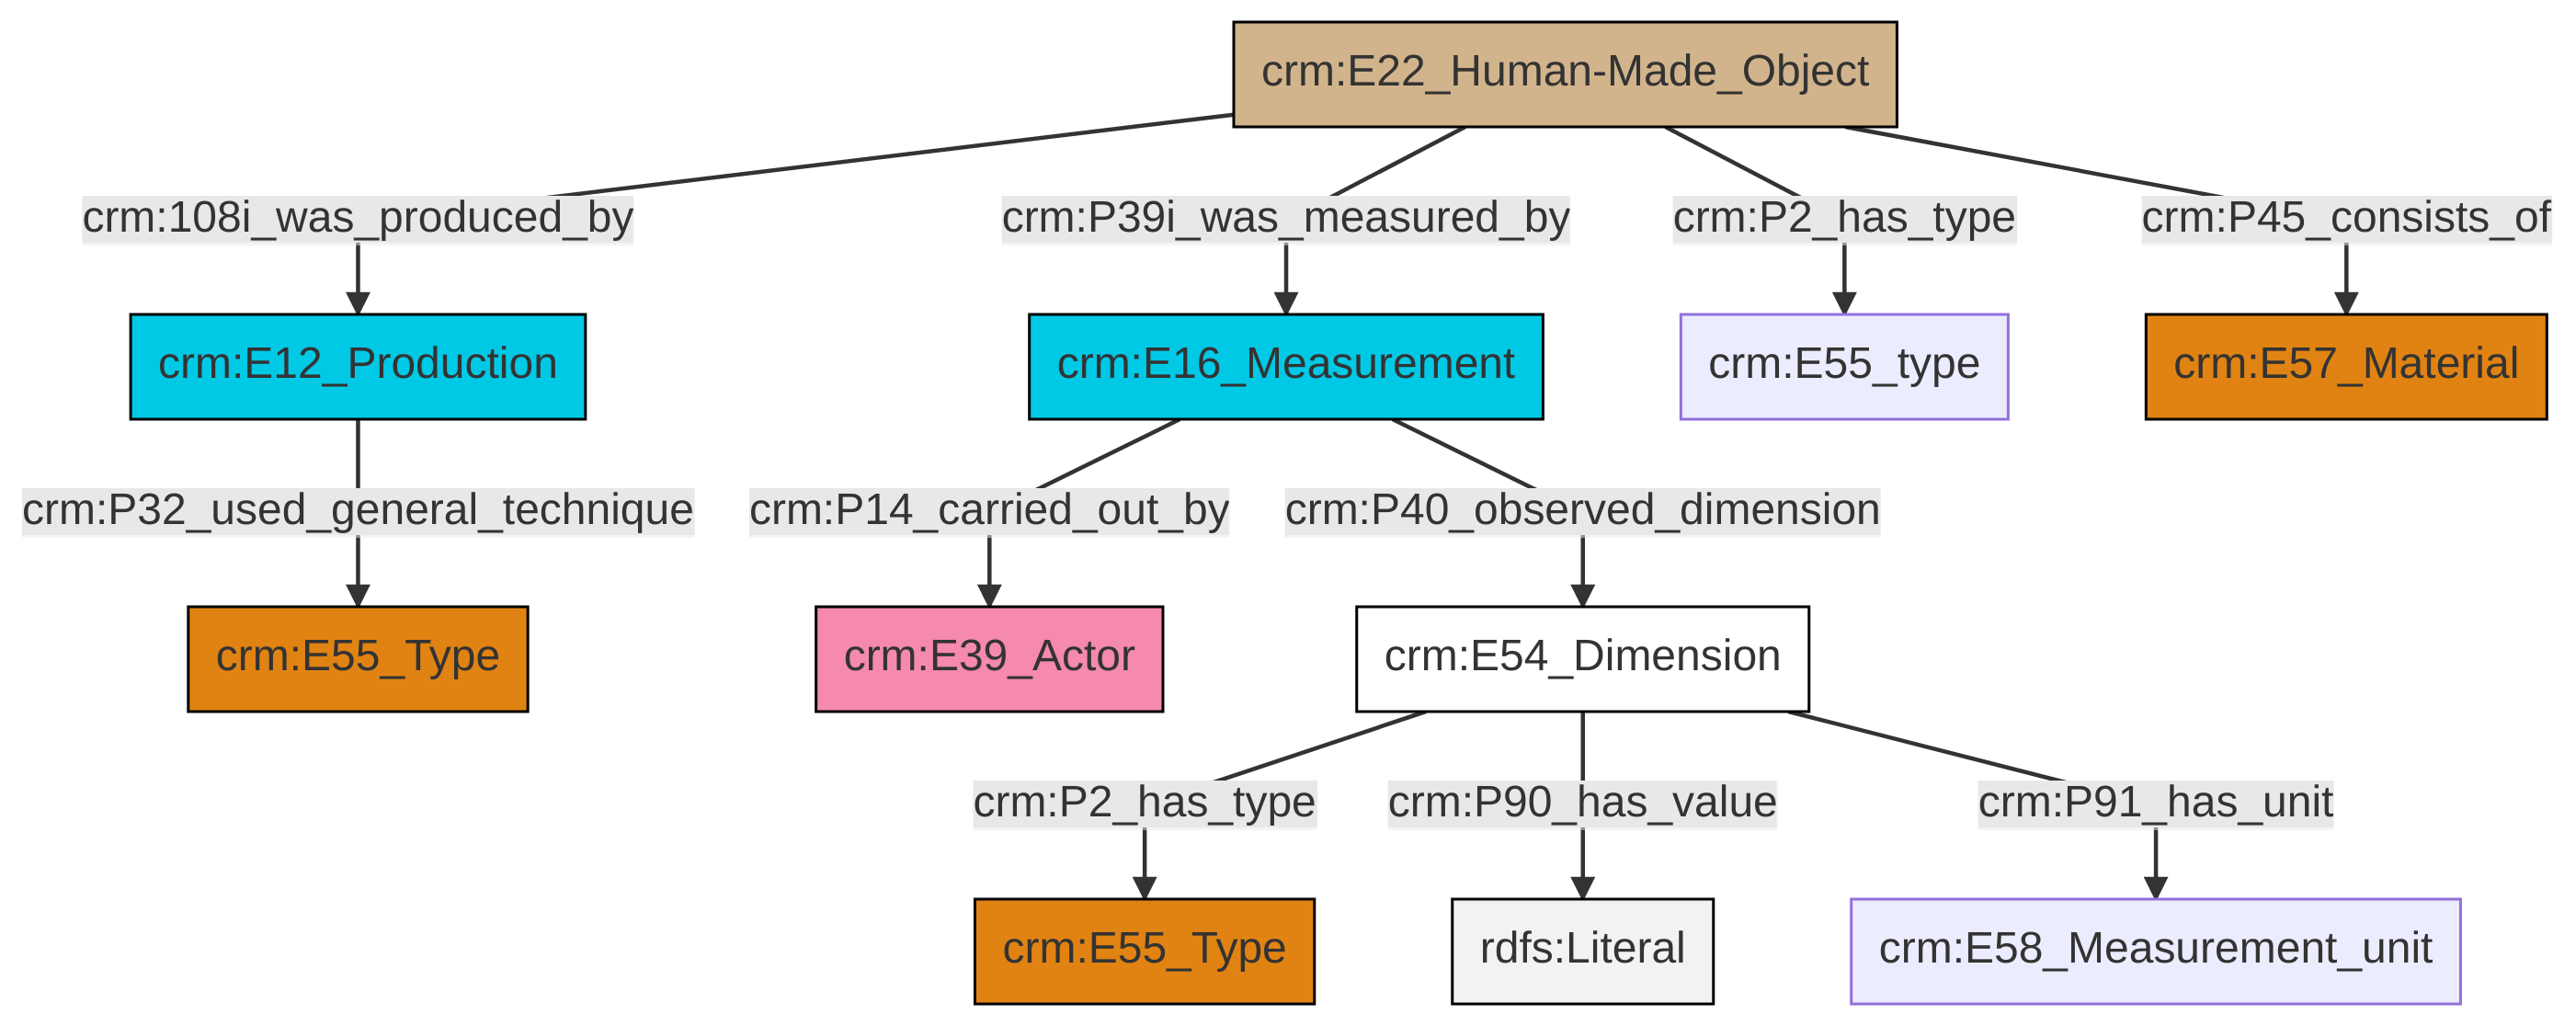 crm:E22_Human-Made_Object
crm:108i_was_produced_by
crm:P39i_was_measured_by
crm:P2_has_type
crm:P45_consists_of
crm:E12_Production
crm:E16_Measurement
crm:E55_type
crm:E57_Material
crm:P32_used_general_technique
crm:P14_carried_out_by
crm:P40_observed_dimension
crm:E55_Type
crm:E39_Actor
crm:E54_Dimension
crm:P2_has_type
crm:P90_has_value
crm:P91_has_unit
crm:E55_Type
rdfs:Literal
crm:E58_Measurement_unit